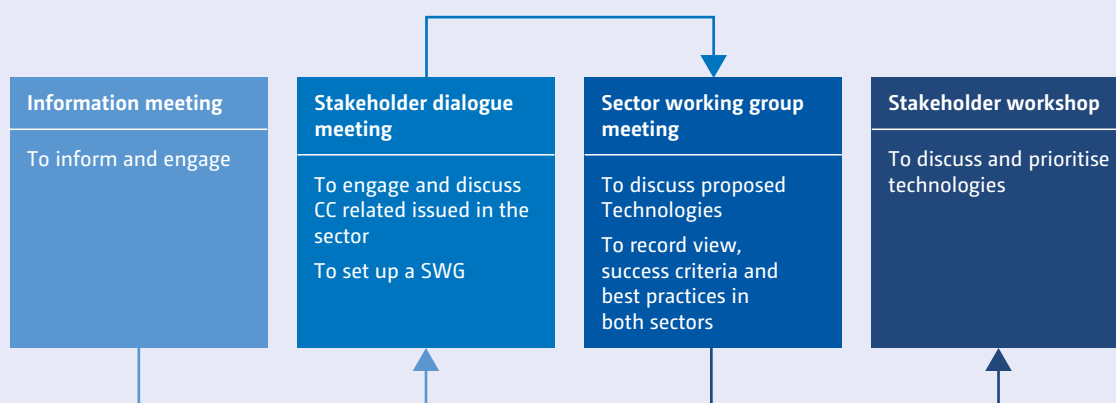 Information meeting
To inform and engage
Stakeholder dialogue
meeting
To engage and discuss
CC related issued in the
sector
To set up a SWG
Sector working group
meeting
To discuss proposed
Technologies
To record view,
success criteria and
best practices in
both sectors
Stakeholder workshop
To discuss and prioritise
technologies